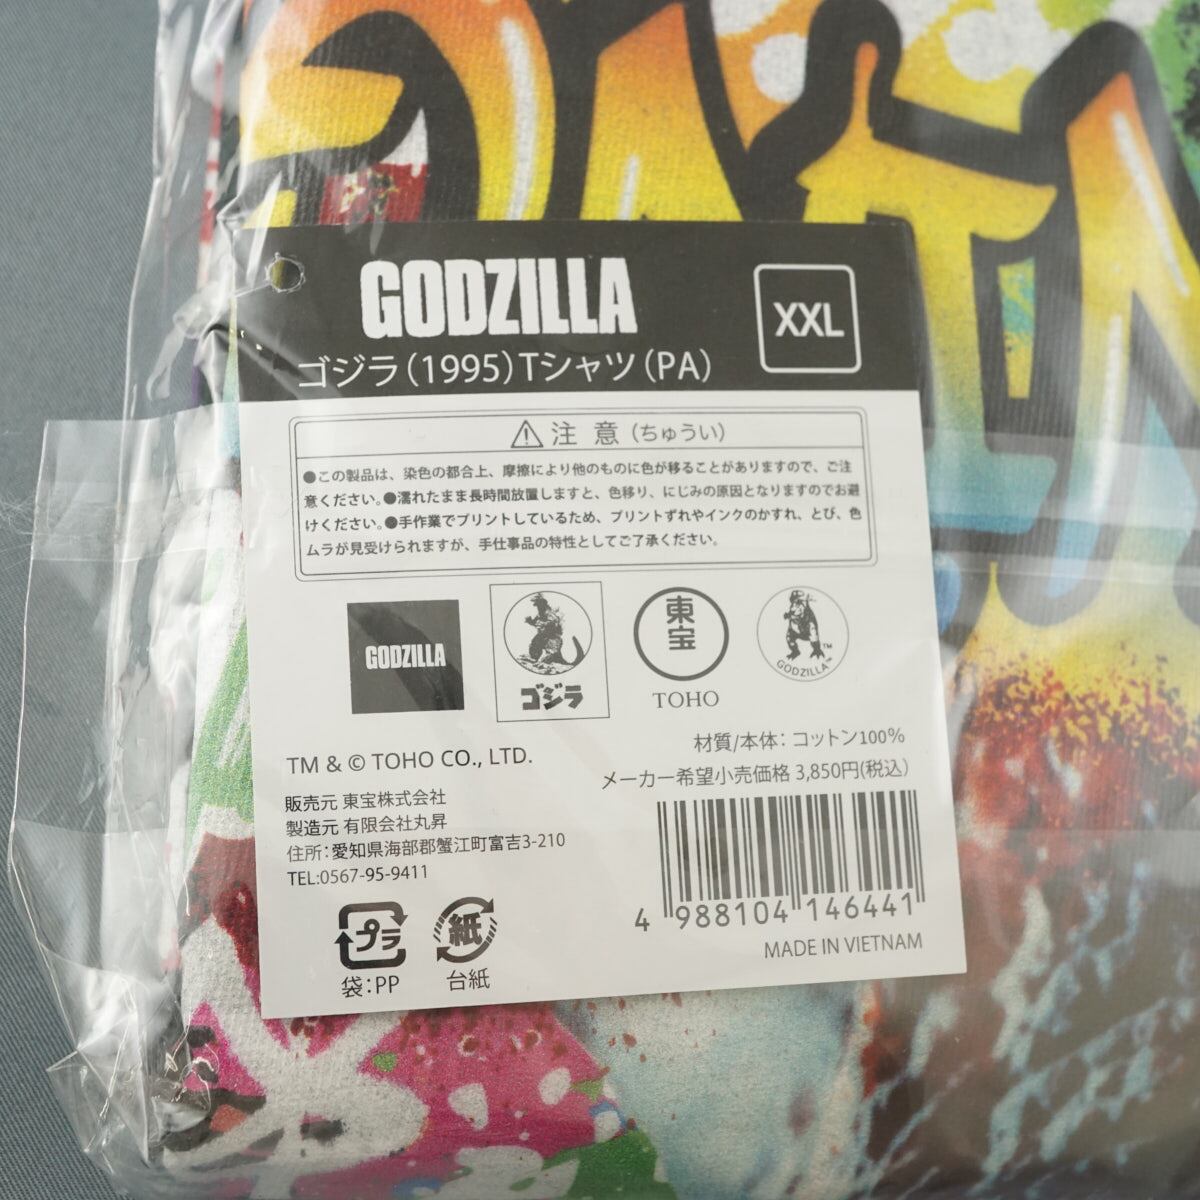 GODZILLA
ゴジラ（1995）Tシャツ（PA）
XXL
注 意（ちゅうい）
●この製品は、染色の都合上、摩擦により他のものに色が移ることがありますので、ご注
意ください。●濡れたまま長時間放置しますと、色移り、にじみの原因となりますのでお避
けください。●手作業でプリントしているため、プリントずれやインクのかすれ、とび、色
ムラが見受けられますが、手仕事品の特性としてご了承ください。
GODZILLA
ゴジラ
東宝
TOHO
GODZILLA™
TM
TM & © TOHO CO., LTD.
材質/本体：コットン100%
メーカー希望小売価格 3,850円(税込)
販売元 東宝株式会社
製造元 有限会社丸昇
住所：愛知県海部郡蟹江町富吉3-210
TEL:0567-95-9411
プラ
袋：PP
紙
台紙
4 988104 146441
MADE IN VIETNAM